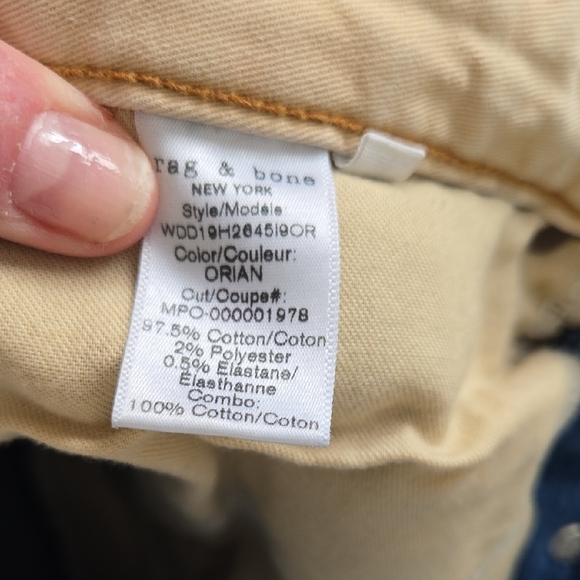 rag & bone
NEW YORK
Style/Modèle
WDD19H2645I9OR
Color/Couleur:
ORIAN
Cut/Coupe#:
MPO-000001978
97.5% Cotton/Coton
2% Polyester
0.5% Elastane/
Elasthanne
Combo:
100% Cotton/Coton